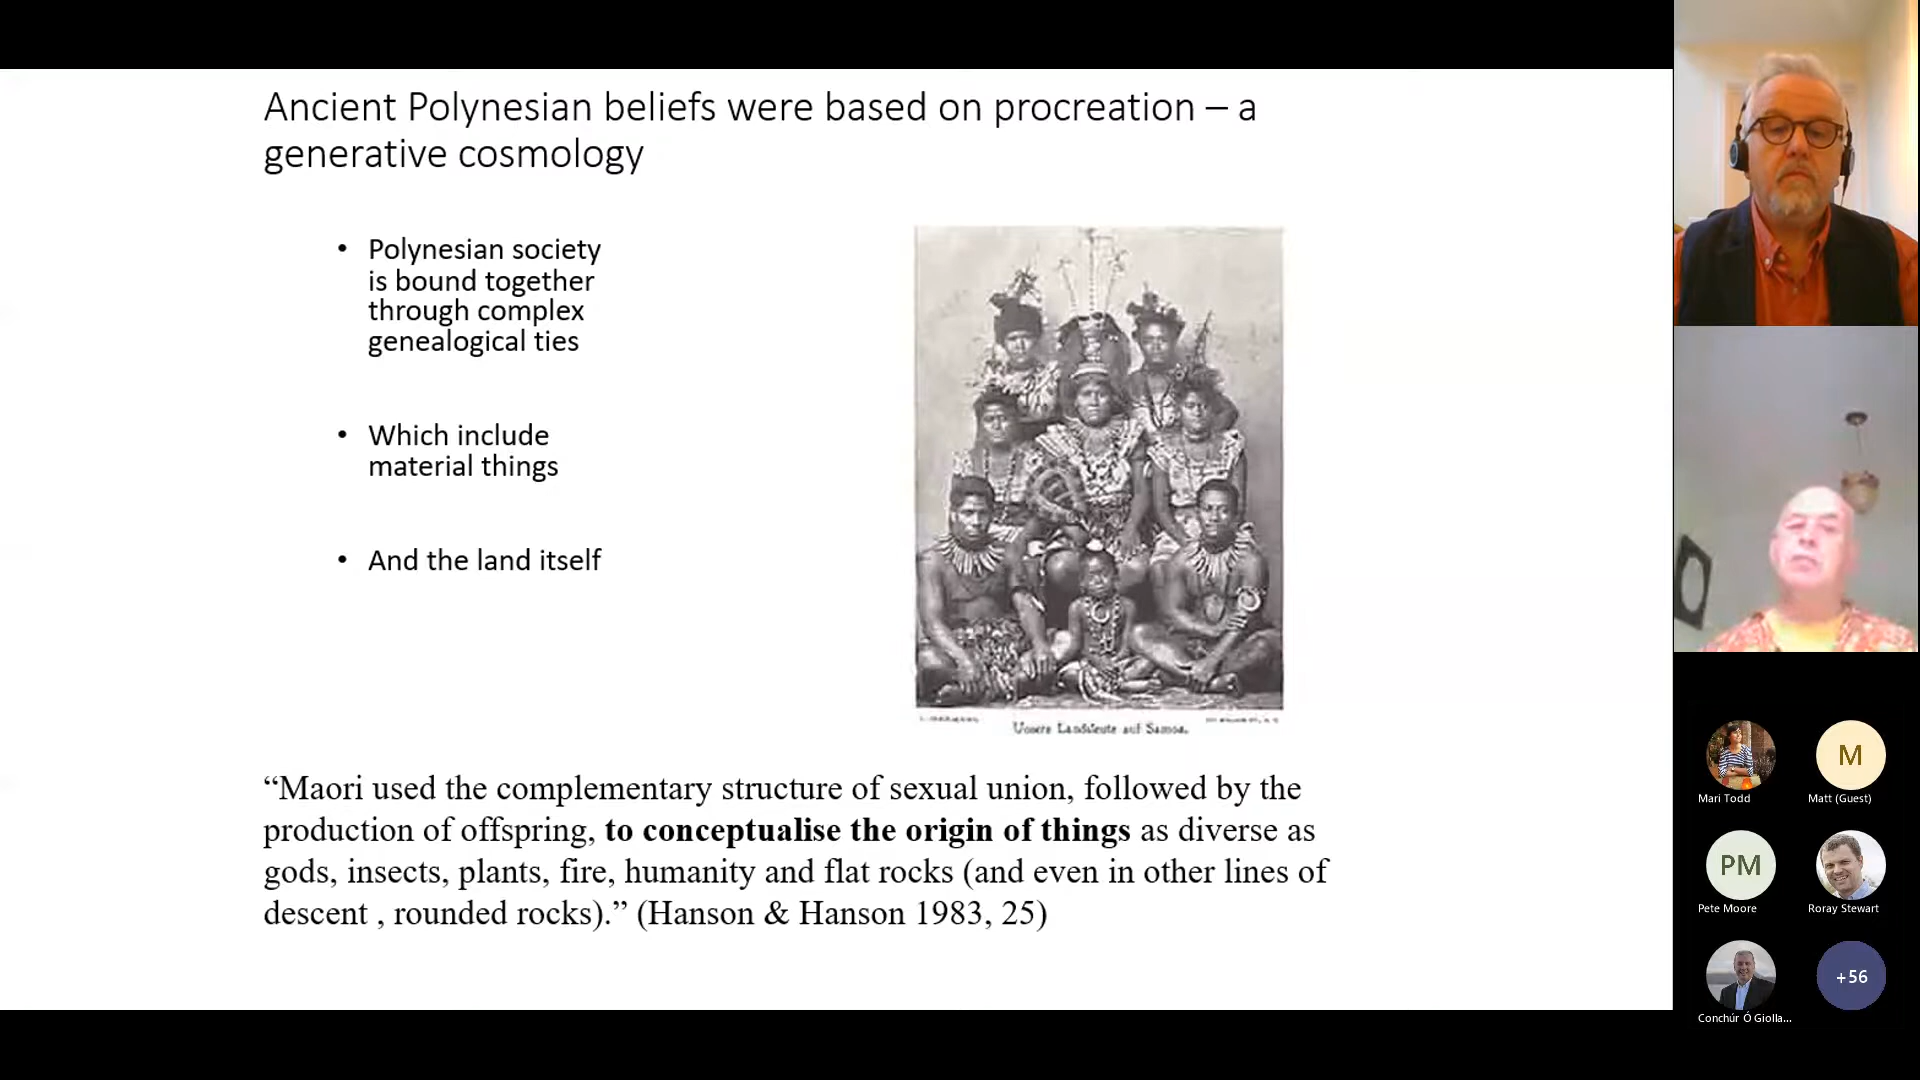 Ancient Polynesian beliefs were based on procreation – a
generative cosmology
• Polynesian society
is bound together
through complex
genealogical ties
• Which include
material things
• And the land itself
Unsere Landsleute auf Samoa.
“Maori used the complementary structure of sexual union, followed by the
production of offspring, to conceptualise the origin of things as diverse as
gods, insects, plants, fire, humanity and flat rocks (and even in other lines of
descent , rounded rocks).” (Hanson & Hanson 1983, 25)
Mari Todd
M
Matt (Guest)
PM
Pete Moore
Roray Stewart
Conchúr Ó Giolla...
+56